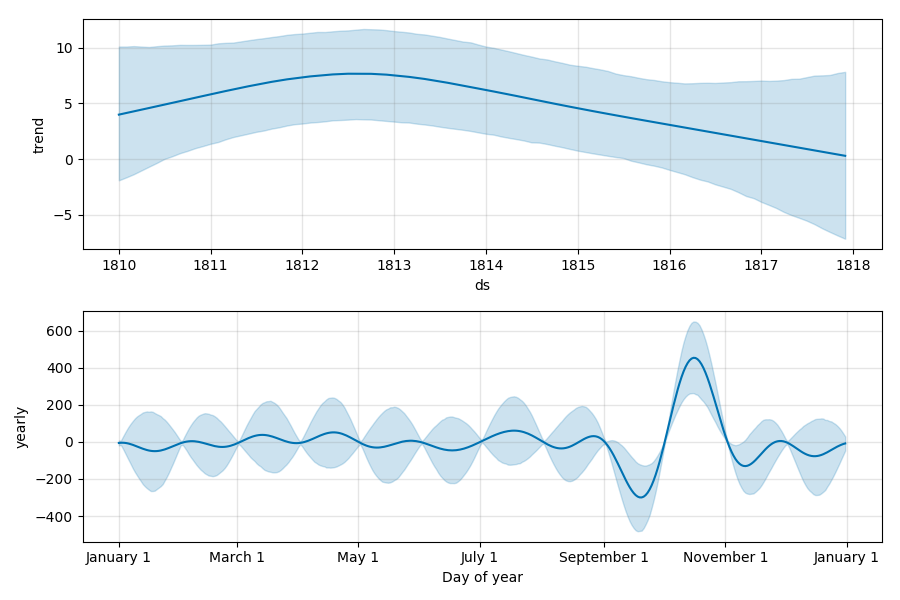 10
5
0
−5
trend
1810 1811 1812 1813 1814 1815 1816 1817 1818
ds
600
400
200
0
−200
−400
yearly
January 1 March 1 May 1 July 1 September 1 November 1 January 1
Day of year